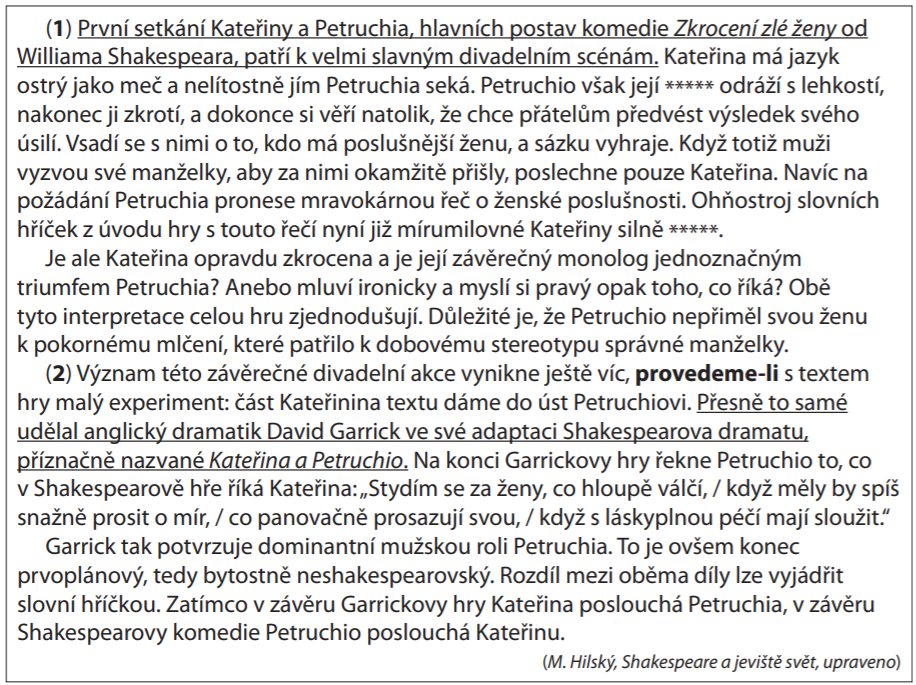 (1) První setkání Kateřiny a Petruchia, hlavních postav komedie Zkrocení zlé ženy od
Williama Shakespeara, patří k velmi slavným divadelním scénám. Kateřina má jazyk
ostrý jako meč a nelítostně jím Petruchia seká. Petruchio však její ***** odráží s lehkostí,
nakonec ji zkrotí, a dokonce si věří natolik, že chce přátelům předvést výsledek svého
úsilí. Vsadí se s nimi o to, kdo má poslušnější ženu, a sázku vyhraje. Když totiž muži
vyzvou své manželky, aby za nimi okamžitě přišly, poslechne pouze Kateřina. Navíc na
požádání Petruchia pronese mravokárnou řeč o ženské poslušnosti. Ohňostroj slovních
hříček z úvodu hry s touto řečí nyní již mírumilovné Kateřiny silně *****.
Je ale Kateřina opravdu zkrocena a je její závěrečný monolog jednoznačným
triumfem Petruchia? Anebo mluví ironicky a myslí si pravý opak toho, co říká? Obě
tyto interpretace celou hru zjednodušují. Důležité je, že Petruchio nepřiměl svou ženu
k pokornému mlčení, které patřilo k dobovému stereotypu správné manželky.
(2) Význam této závěrečné divadelní akce vynikne ještě víc, provedeme-li s textem
hry malý experiment: část Kateřinina textu dáme do úst Petruchiovi. Přesně to samé
udělal anglický dramatik David Garrick ve své adaptaci Shakespearova dramatu,
příznačně nazvané Kateřina a Petruchio. Na konci Garrickovy hry řekne Petruchio to, co
v Shakespearově hře říká Kateřina: „Stydím se za ženy, co hloupě válčí, / když měly by spíš
snažně prosit o mír, / co panovačně prosazují svou, / když s láskyplnou péčí mají sloužit.“
Garrick tak potvrzuje dominantní mužskou roli Petruchia. To je ovšem konec
prvoplánový, tedy bytostně neshakespearovský. Rozdíl mezi oběma díly lze vyjádřit
slovní hříčkou. Zatímco v závěru Garrickovy hry Kateřina poslouchá Petruchia, v závěru
Shakespearovy komedie Petruchio poslouchá Kateřinu.
(M. Hilský, Shakespeare a jeviště svět, upraveno)